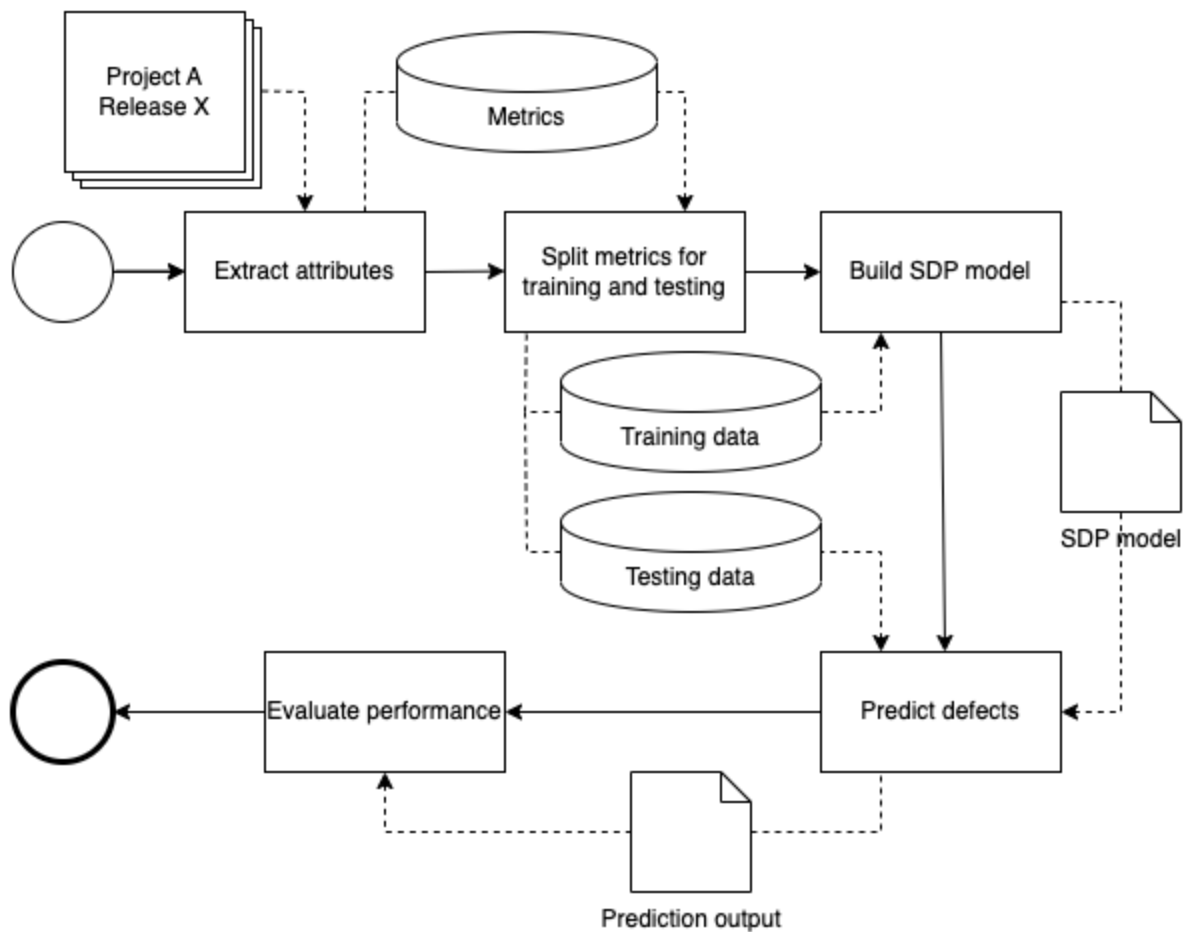 Project A
Release X
Metrics
Extract attributes
Split metrics for
training and testing
Build SDP model
Training data
SDP model
Testing data
Evaluate performance
Predict defects
Prediction output